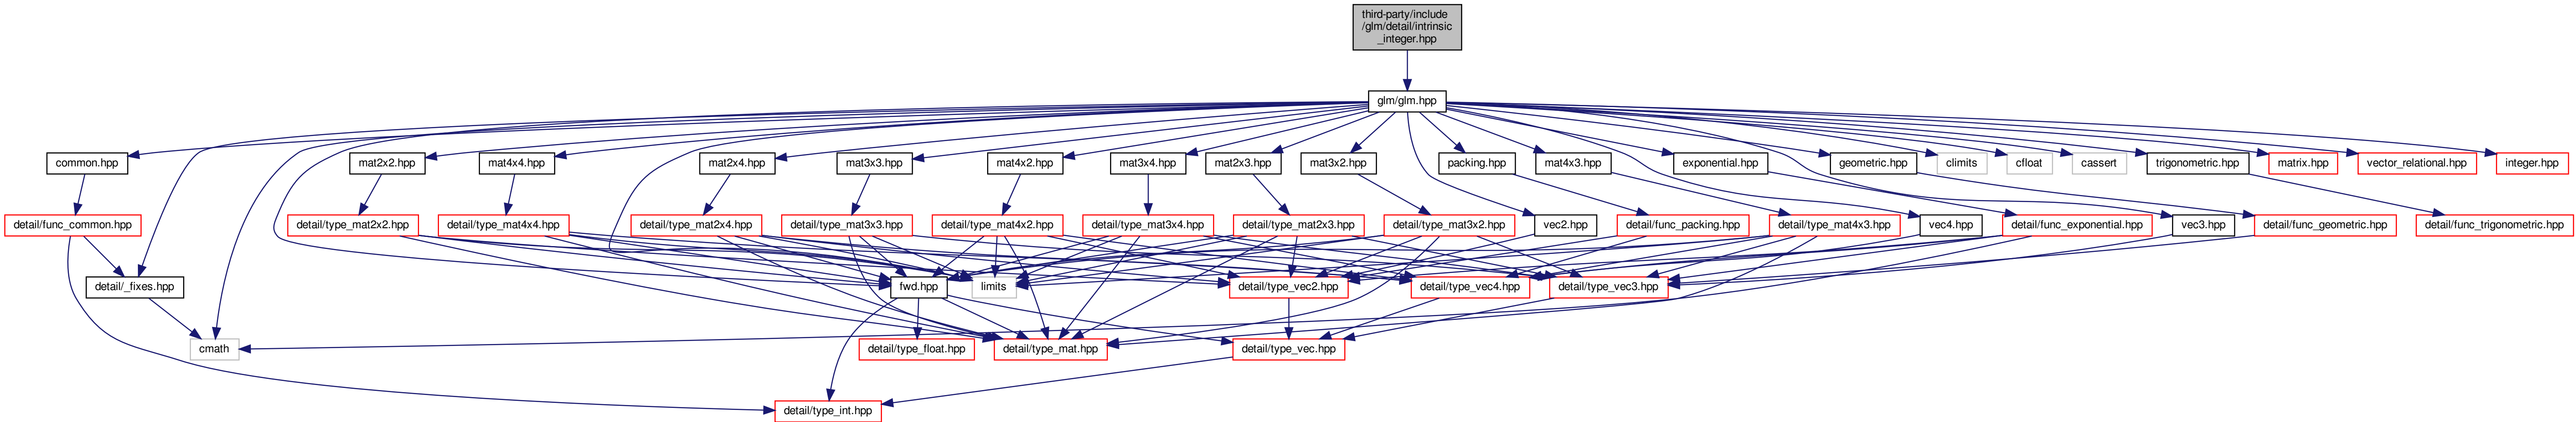 third-party/include
/glm/detail/intrinsic
_integer.hpp
glm/glm.hpp
common.hpp
mat2x2.hpp
mat4x4.hpp
mat2x4.hpp
mat3x3.hpp
mat4x2.hpp
mat3x4.hpp
mat2x3.hpp
mat3x2.hpp
packing.hpp
mat4x3.hpp
exponential.hpp
geometric.hpp
climits
cfloat
cassert
trigonometric.hpp
matrix.hpp
vector_relational.hpp
integer.hpp
detail/func_common.hpp
detail/type_mat2x2.hpp
detail/type_mat4x4.hpp
detail/type_mat2x4.hpp
detail/type_mat3x3.hpp
detail/type_mat4x2.hpp
detail/type_mat3x4.hpp
detail/type_mat2x3.hpp
detail/type_mat3x2.hpp
vec2.hpp
detail/func_packing.hpp
detail/type_mat4x3.hpp
vec4.hpp
detail/func_exponential.hpp
vec3.hpp
detail/func_geometric.hpp
detail/func_trigonometric.hpp
detail/_fixes.hpp
fwd.hpp
limits
detail/type_vec2.hpp
detail/type_vec4.hpp
detail/type_vec3.hpp
cmath
detail/type_float.hpp
detail/type_mat.hpp
detail/type_vec.hpp
detail/type_int.hpp